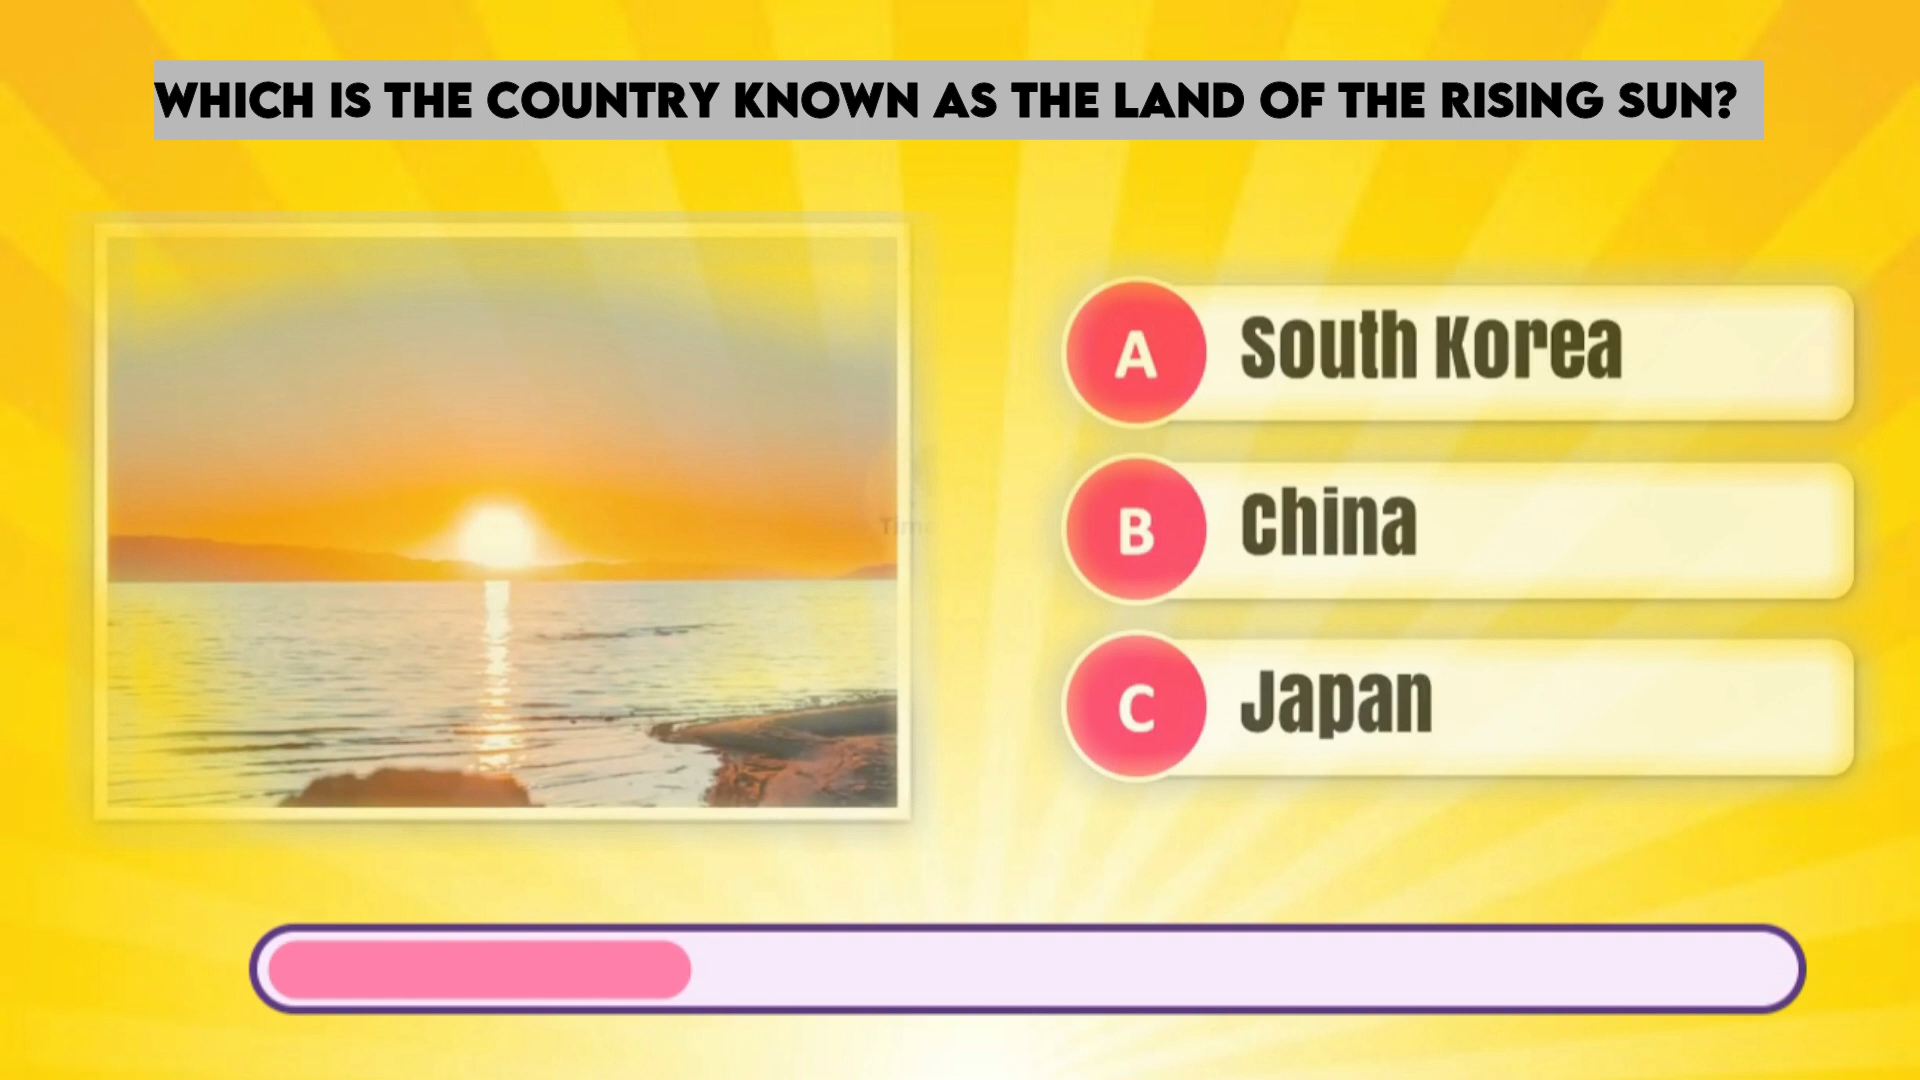 WHICH IS THE COUNTRY KNOWN AS THE LAND OF THE RISING SUN?
A South Korea
B China
C Japan